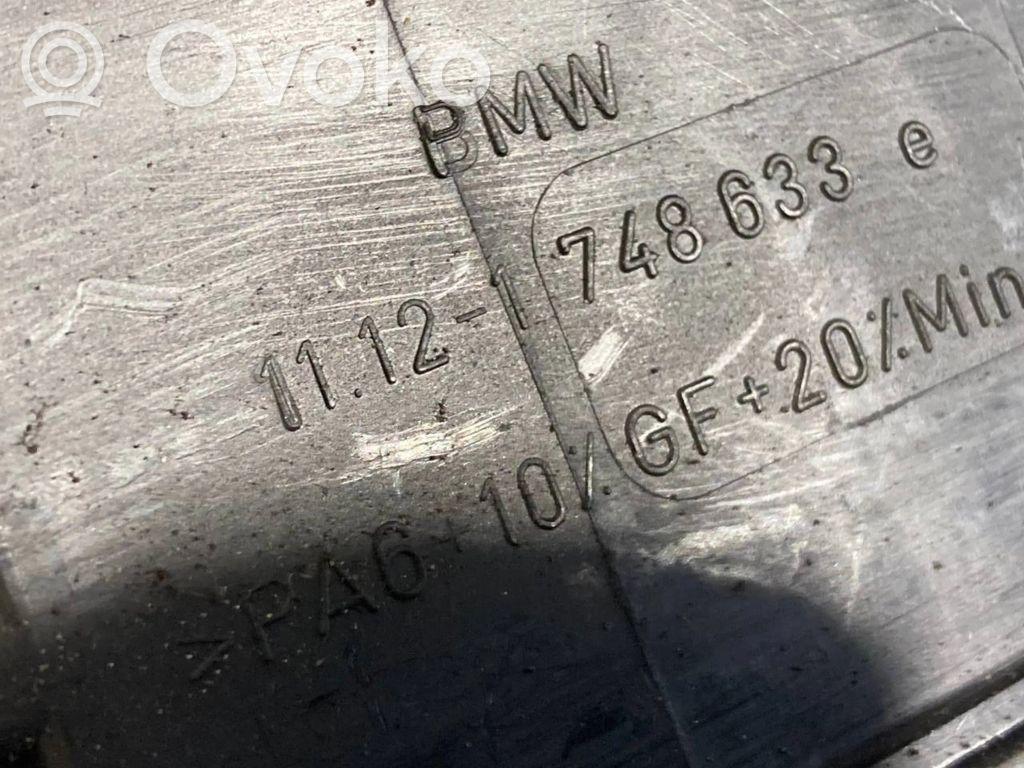 Ovoko
BMW
11.12-1 748 633 e
>PA6+10%GF+20%Min